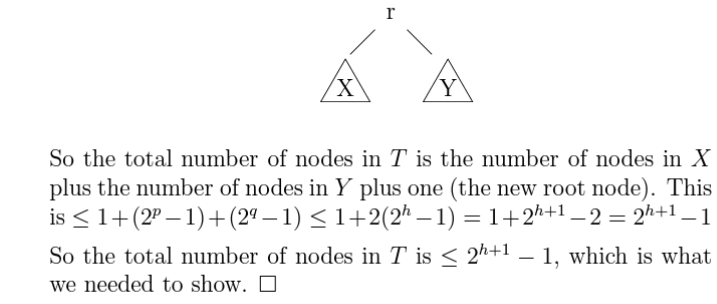 r
X Y
So the total number of nodes in T is the number of nodes in X
plus the number of nodes in Y plus one (the new root node). This
is ≤ 1+(2^p −1)+(2^q −1) ≤ 1+2(2^h −1) = 1+2^{h+1} −2 = 2^{h+1} −1
So the total number of nodes in T is ≤ 2^{h+1} − 1, which is what
we needed to show. □